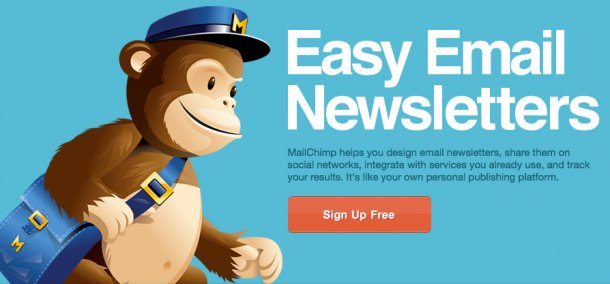 M
Easy Email
Newsletters
MailChimp helps you design email newsletters, share them on
social networks, integrate with services you already use, and track
your results. It's like your own personal publishing platform.
M
Sign Up Free